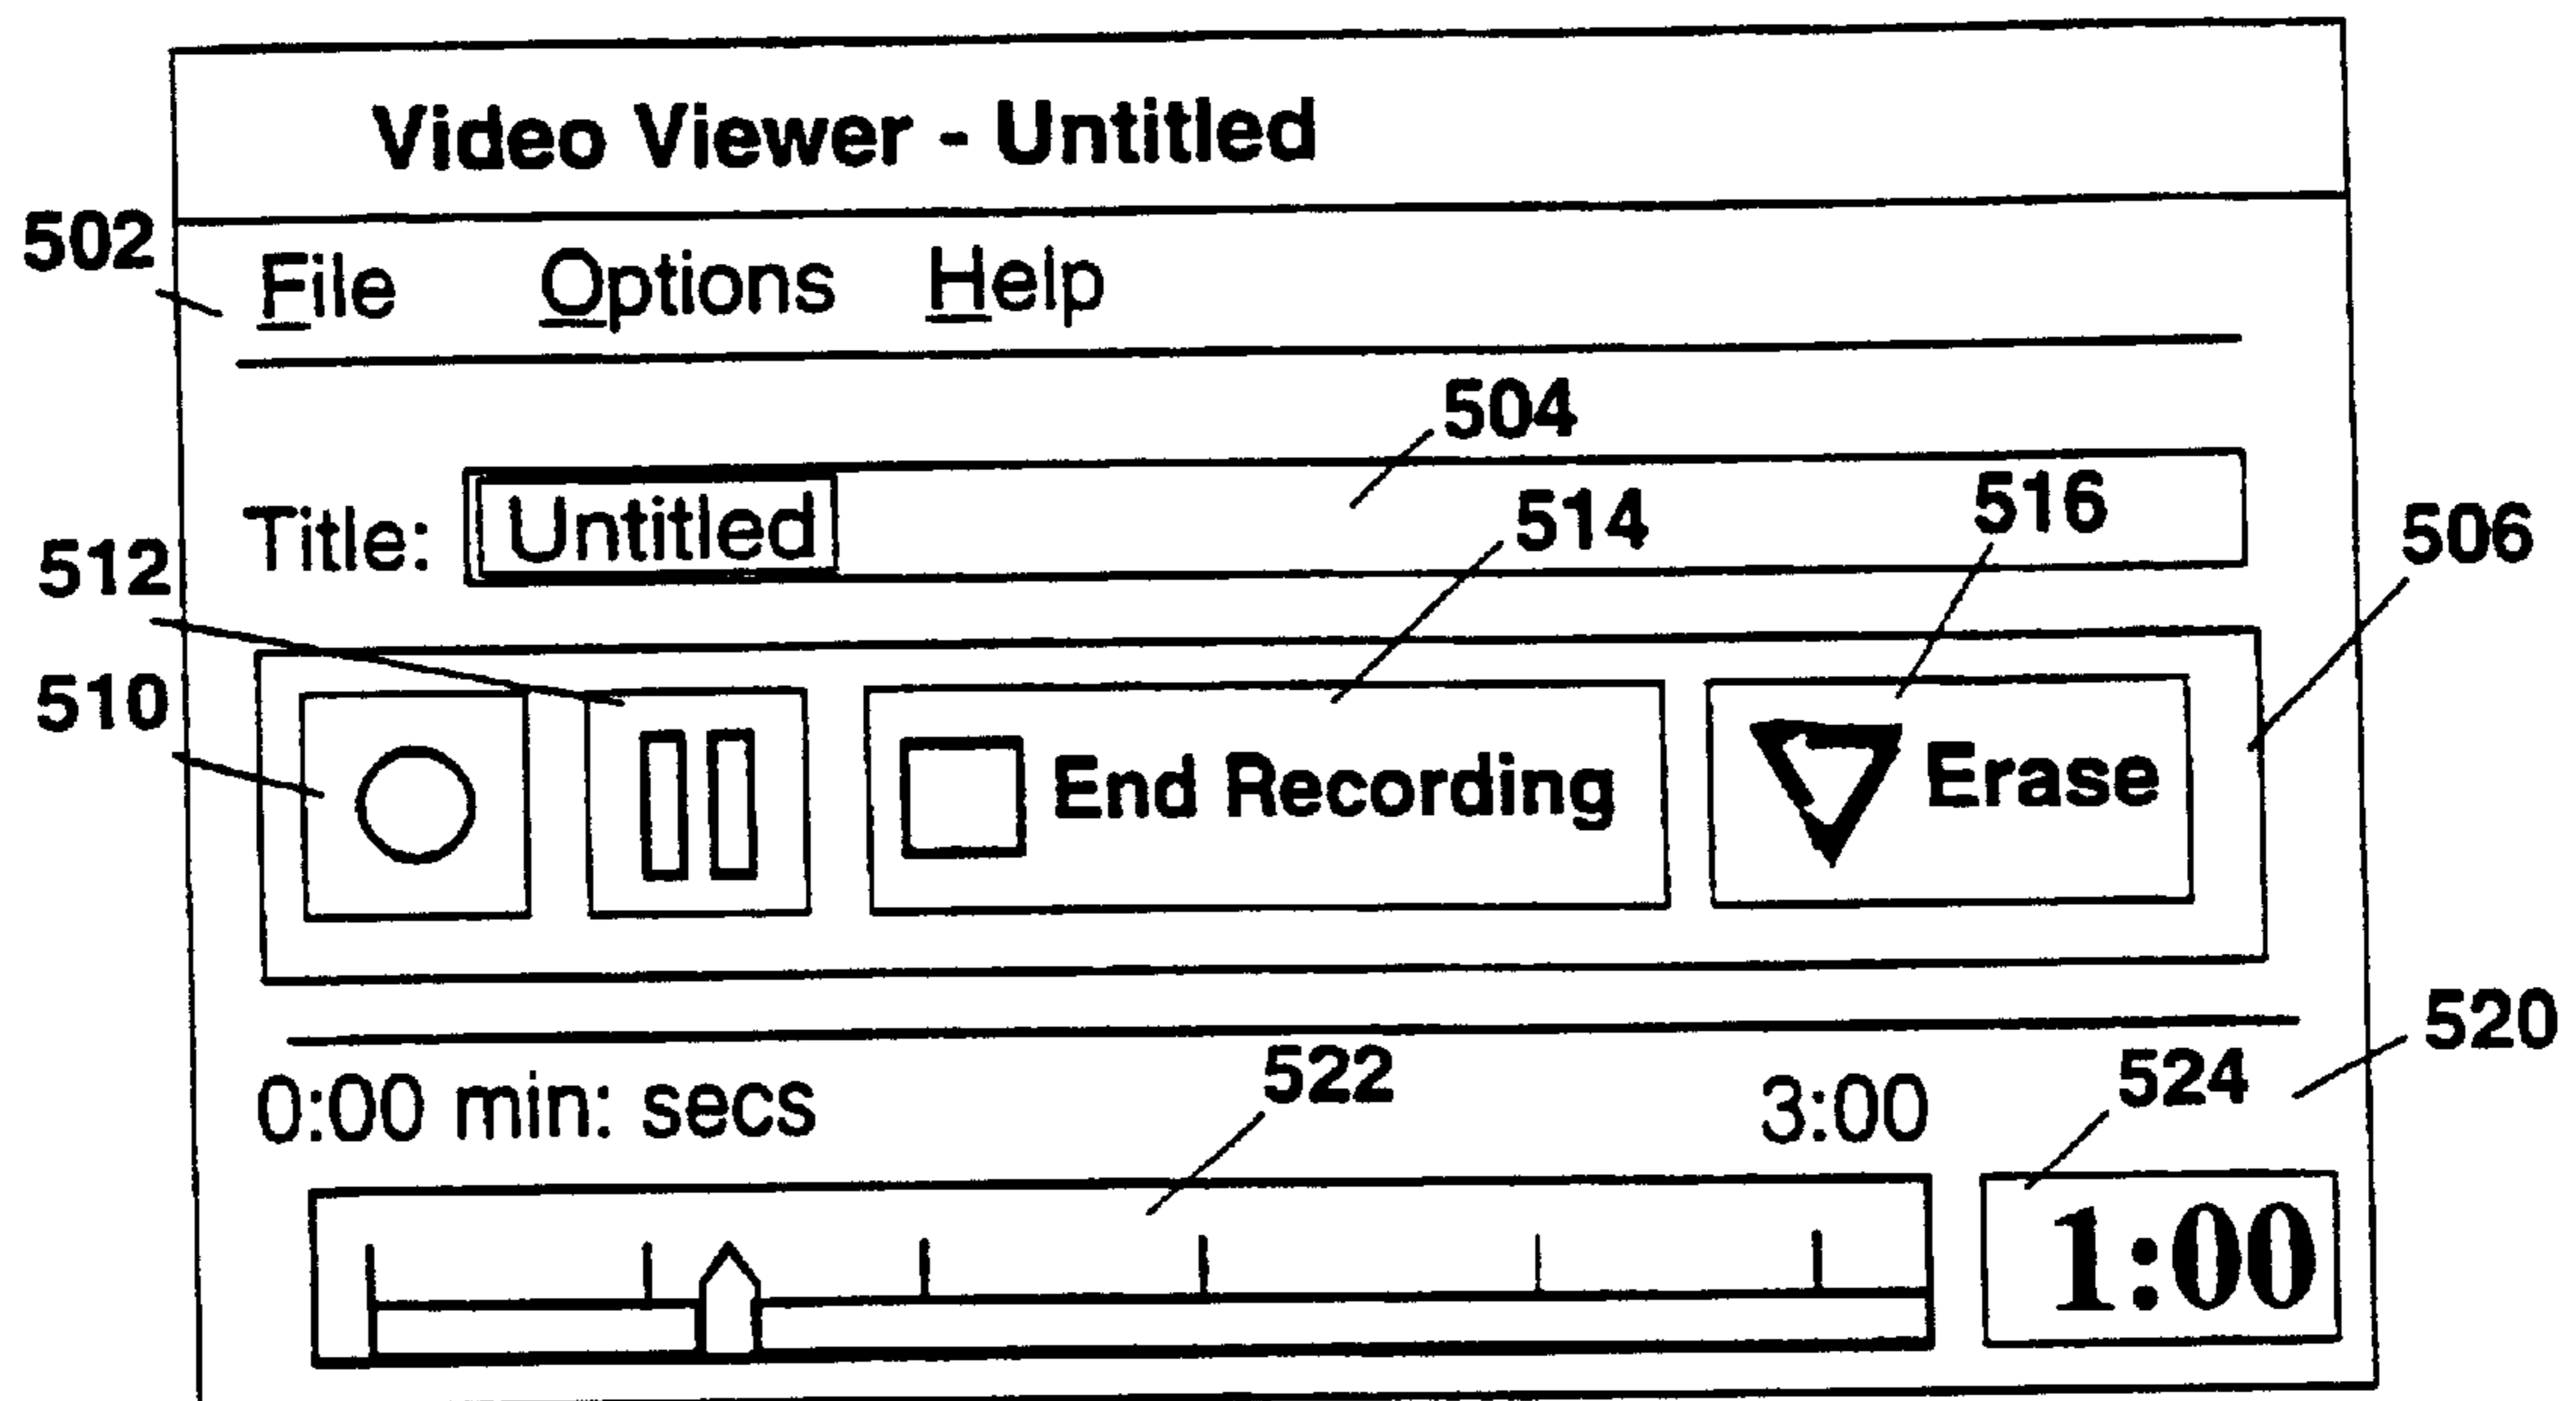 Video Viewer - Untitled
502
File Options Help
504
Title: Untitled
514
516
506
512
510
End Recording
Erase
520
0:00 min: secs
522
3:00
524
1:00